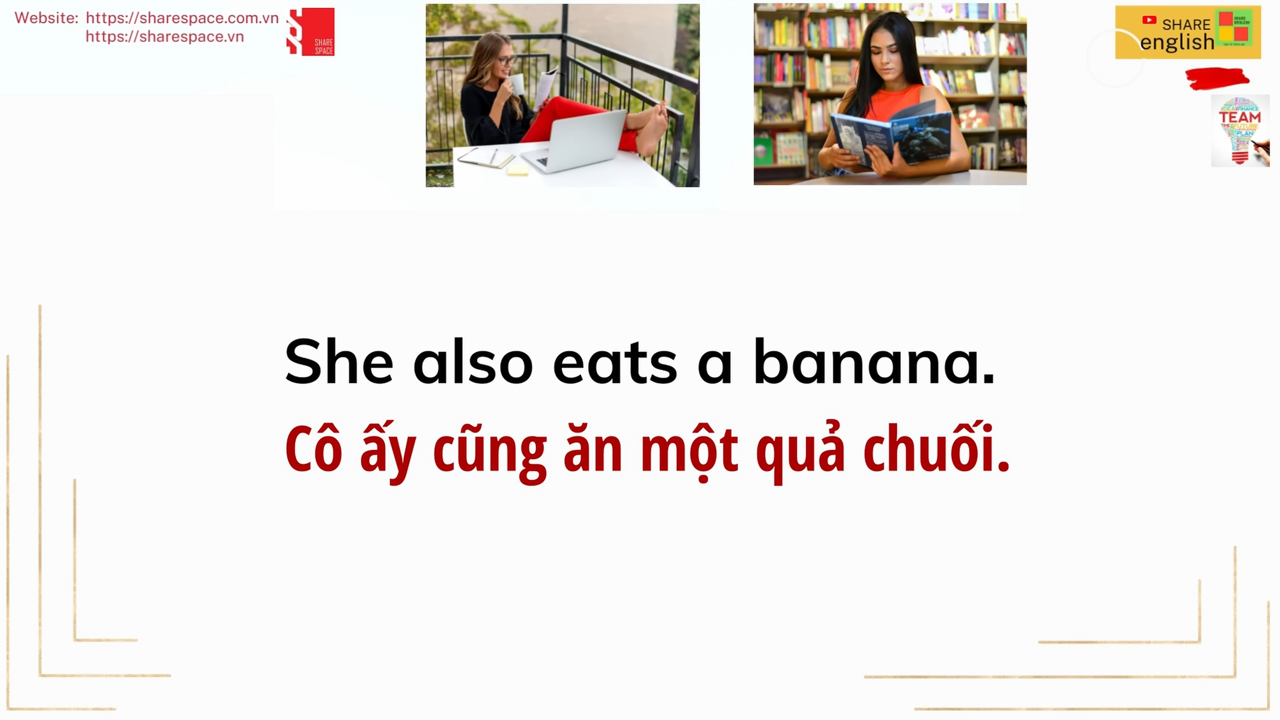 Website: https://sharespace.com.vn
https://sharespace.vn
SHARE
SPACE
SHARE
english
TEAM
PLAN
She also eats a banana.
Cô ấy cũng ăn một quả chuối.